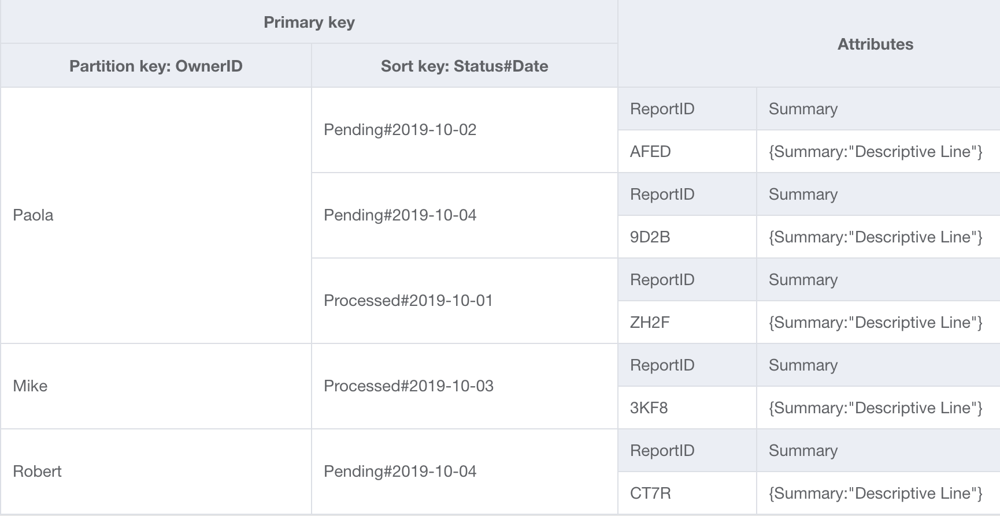 Primary key
Attributes
Partition key: OwnerID
Sort key: Status#Date
Paola
Pending#2019-10-02
ReportID
Summary
AFED
{Summary:"Descriptive Line"}
Pending#2019-10-04
ReportID
Summary
9D2B
{Summary:"Descriptive Line"}
Processed#2019-10-01
ReportID
Summary
ZH2F
{Summary:"Descriptive Line"}
Mike
Processed#2019-10-03
ReportID
Summary
3KF8
{Summary:"Descriptive Line"}
Robert
Pending#2019-10-04
ReportID
Summary
CT7R
{Summary:"Descriptive Line"}